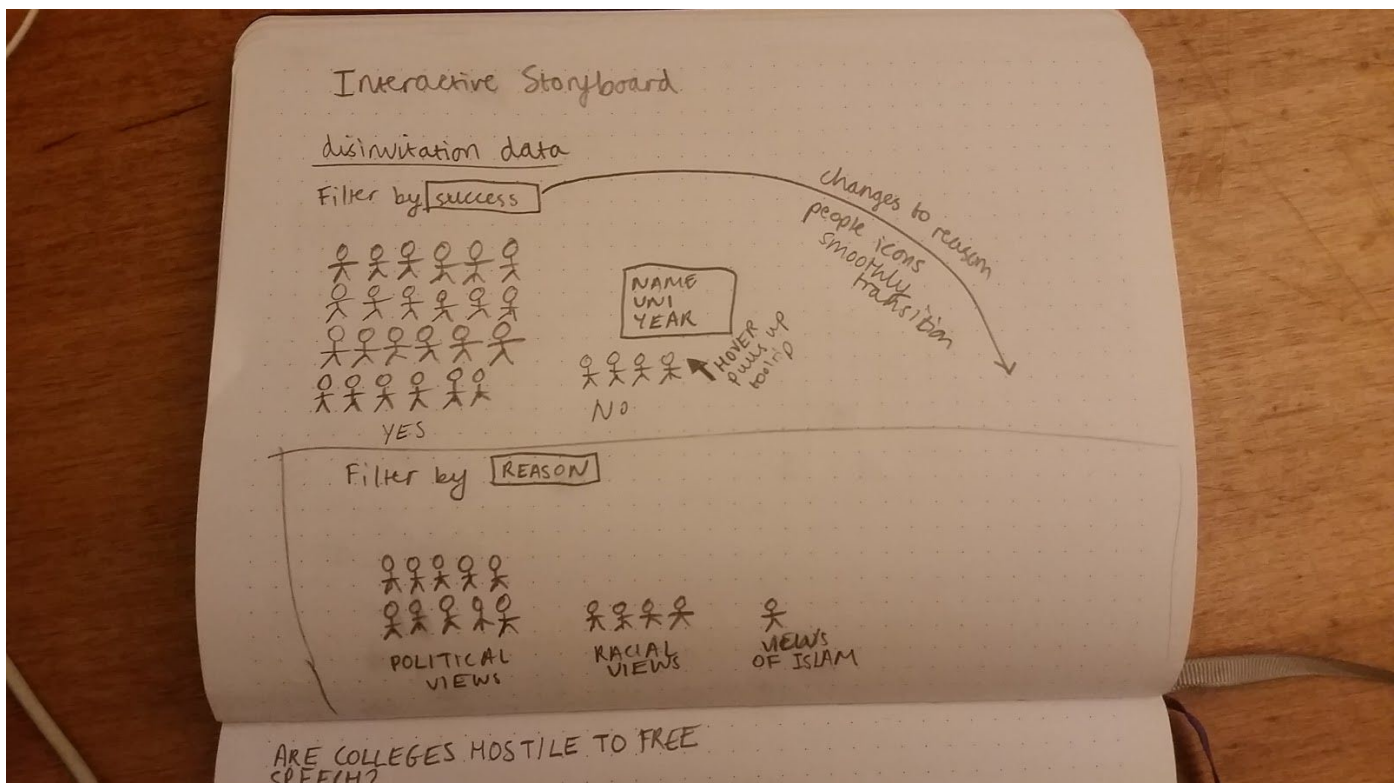 Interactive Storyboard
disinvitation data
Filter by success
changes to reason
people icons
smoothly
transition
NAME
UNI
YEAR
HOVER
pulls up
tooltip
YES
NO
Filter by REASON
POLITICAL
VIEWS
RACIAL
VIEWS
VIEWS
OF ISLAM
ARE COLLEGES HOSTILE TO FREE
SPEECH?